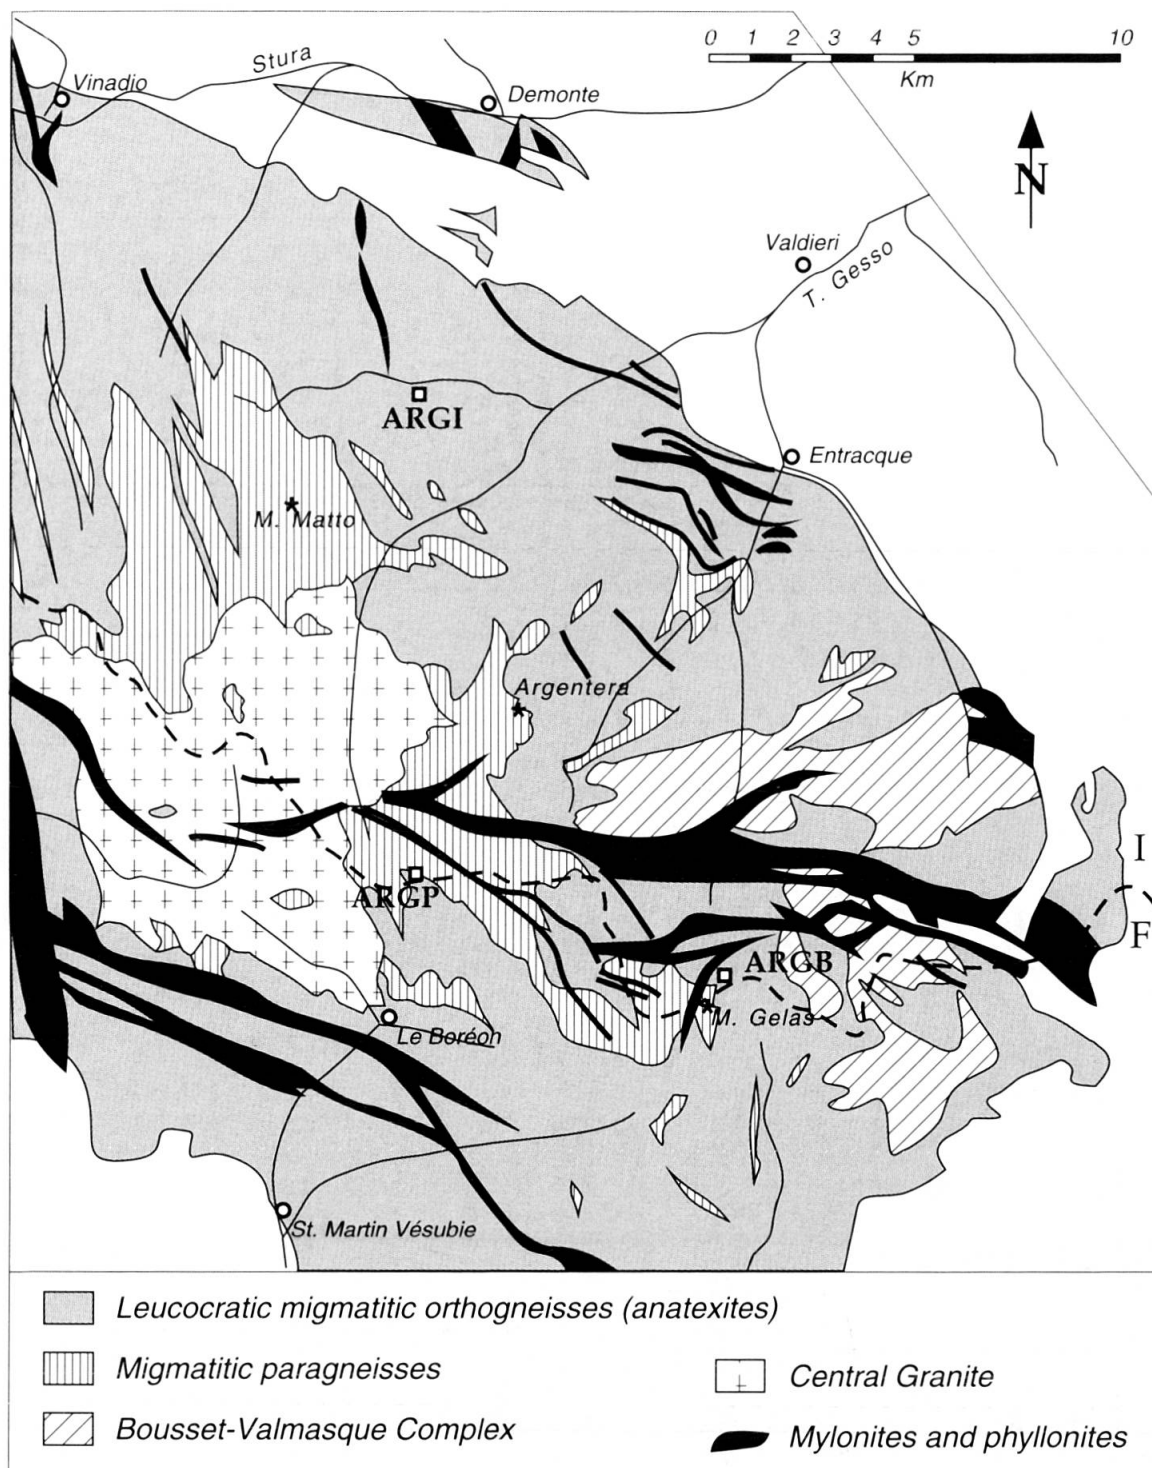 0 1 2 3 4 5 10
Km
Stura
Vinadio
Demonte
N
Valdieri
T. Gesso
ARGI
Entracque
M. Matto
Argentera
I
ARGP
F
ARGB
M. Gelas
Le Boréon
St. Martin Vésubie
Leucocratic migmatitic orthogneisses (anatexites)
Migmatitic paragneisses
Central Granite
Bousset-Valmasque Complex
Mylonites and phyllonites